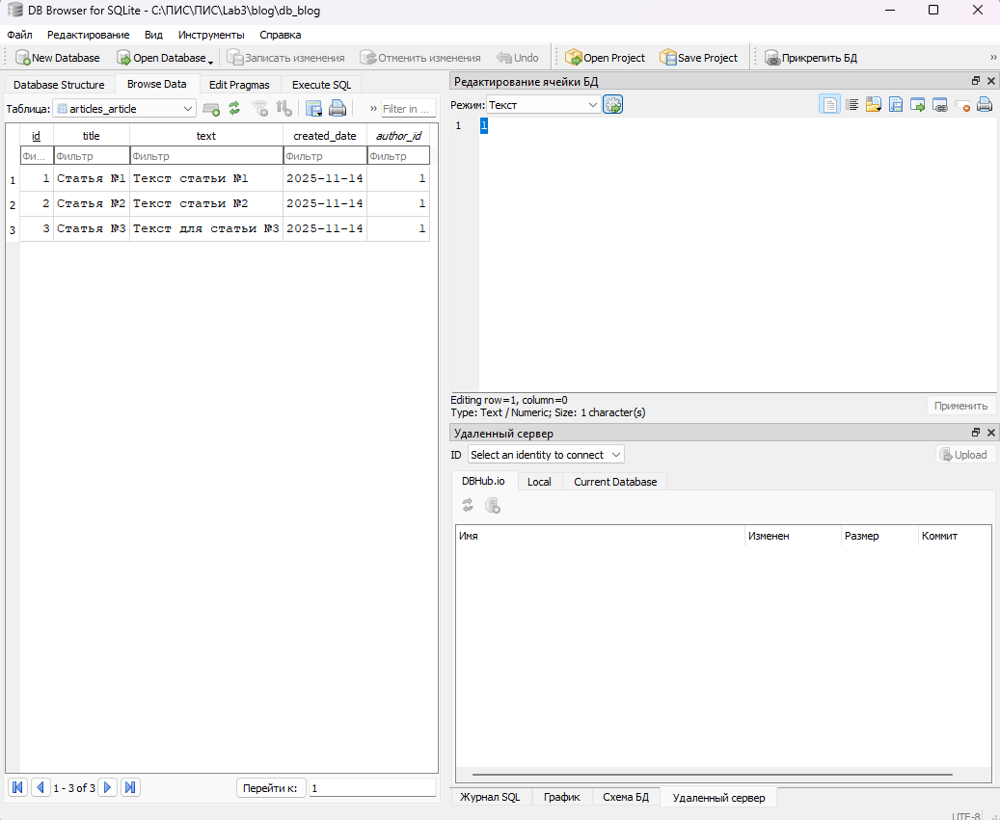 DB Browser for SQLite - C:\ПИС\ПИС\Lab3\blog\db_blog
Файл Редактирование Вид Инструменты Справка
New Database Open Database Записать изменения Отменить изменения Undo Open Project Save Project Прикрепить БД »
Database Structure Browse Data Edit Pragmas Execute SQL
Таблица: articles_article » Filter in ...
id title text created_date author_id
Фи... Фильтр Фильтр Фильтр Фильтр
1 1 Статья №1 Текст статьи №1 2025-11-14 1
2 2 Статья №2 Текст статьи №2 2025-11-14 1
3 3 Статья №3 Текст для статьи №3 2025-11-14 1
1 - 3 of 3 Перейти к: 1
Редактирование ячейки БД
Режим: Текст
1 1
Editing row=1, column=0
Type: Text / Numeric; Size: 1 character(s)
Применить
Удаленный сервер
ID Select an identity to connect Upload
DBHub.io Local Current Database
Имя Изменен Размер Коммит
Журнал SQL График Схема БД Удаленный сервер
UTF-8